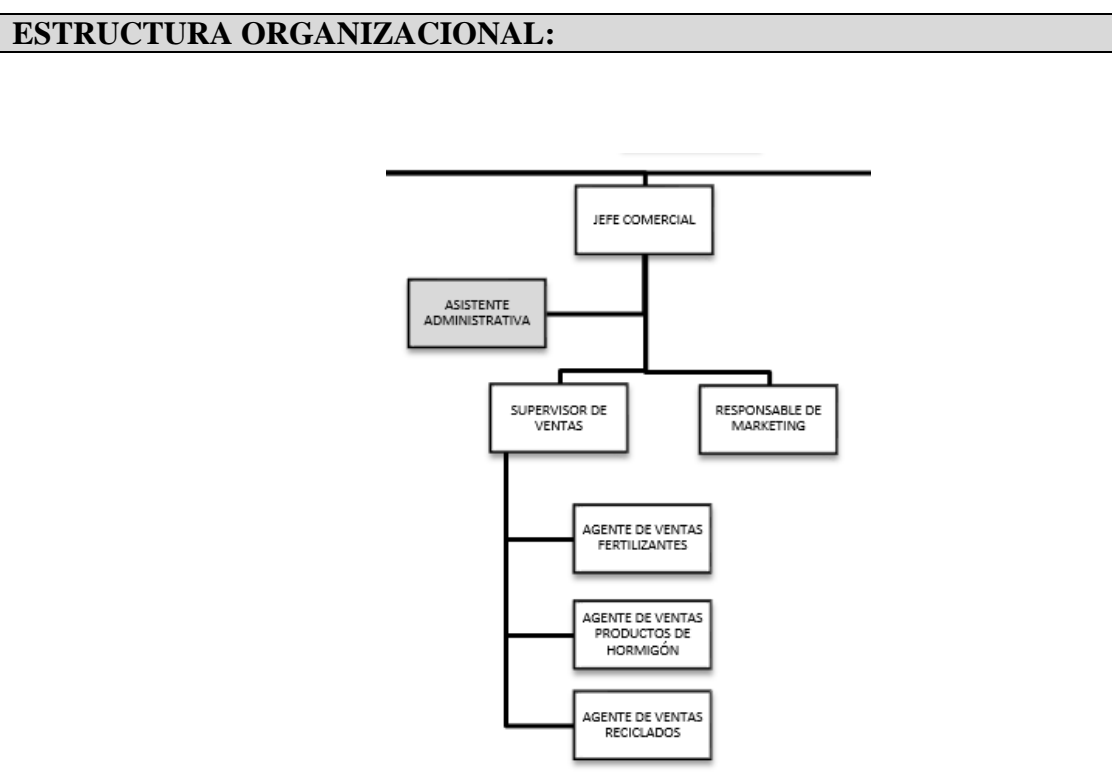 ESTRUCTURA ORGANIZACIONAL:
JEFE COMERCIAL
ASISTENTE
ADMINISTRATIVA
SUPERVISOR DE
VENTAS
RESPONSABLE DE
MARKETING
AGENTE DE VENTAS
FERTILIZANTES
AGENTE DE VENTAS
PRODUCTOS DE
HORMIGÓN
AGENTE DE VENTAS
RECICLADOS